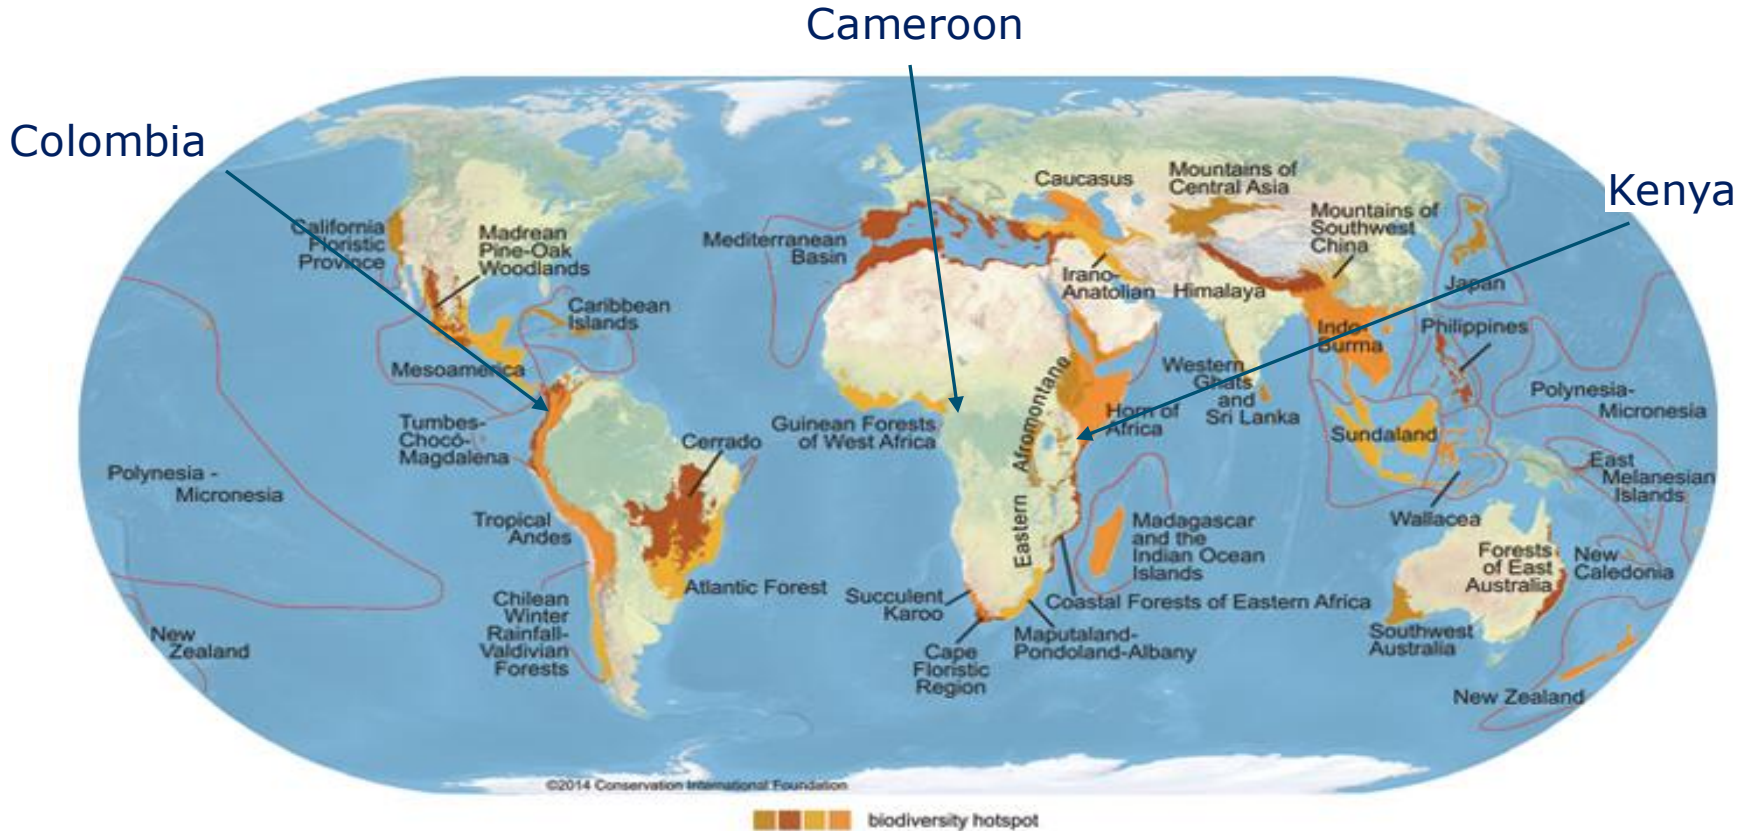 Cameroon
Colombia
Kenya
California
Floristic
Province
Madrean
Pine-Oak
Woodlands
Caribbean
Islands
Mesoamerica
Tumbes-
Chocó-
Magdalena
Polynesia -
Micronesia
Cerrado
Tropical
Andes
Atlantic Forest
Chilean
Winter
Rainfall-
Valdivian
Forests
New
Zealand
Mediterranean
Basin
Caucasus
Mountains of
Central Asia
Mountains of
Southwest
China
Irano-
Anatolian
Himalaya
Japan
Indo-
Burma
Philippines
Western
Ghats
and
Sri Lanka
Polynesia-
Micronesia
Guinean Forests
of West Africa
Eastern Afromontane
Horn of
Africa
Sundaland
East
Melanesian
Islands
Wallacea
Madagascar
and the
Indian Ocean
Islands
Forests
of East
Australia
New
Caledonia
Succulent
Karoo
Coastal Forests of Eastern Africa
Cape
Floristic
Region
Maputaland-
Pondoland-Albany
Southwest
Australia
New Zealand
©2014 Conservation International Foundation
biodiversity hotspot